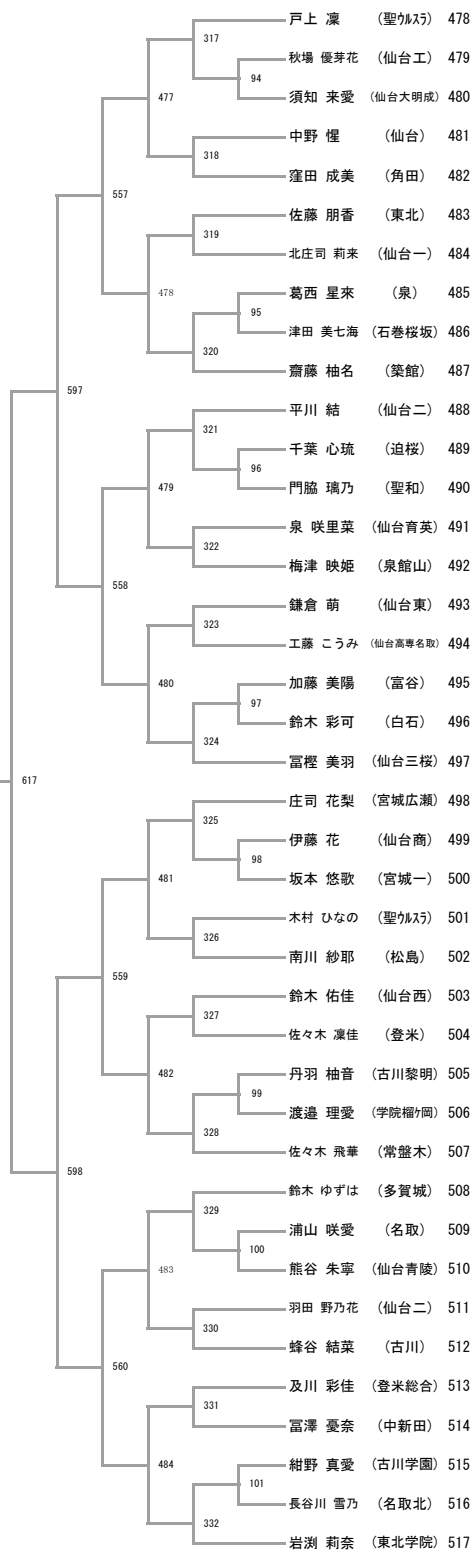 戸上 凜 (聖ウルスラ) 478
317
秋場 優芽花 (仙台工) 479
94
477 須知 来愛 (仙台大明成) 480
中野 惺 (仙台) 481
318
窪田 成美 (角田) 482
557
佐藤 朋香 (東北) 483
319
北庄司 莉来 (仙台一) 484
478 葛西 星來 (泉) 485
95
津田 美七海 (石巻桜坂) 486
320
齋藤 柚名 (築館) 487
597
平川 結 (仙台二) 488
321
千葉 心琉 (迫桜) 489
96
479 門脇 璃乃 (聖和) 490
泉 咲里菜 (仙台育英) 491
322
梅津 映姫 (泉館山) 492
558
鎌倉 萌 (仙台東) 493
323
工藤 こうみ (仙台高専名取) 494
480 加藤 美陽 (富谷) 495
97
鈴木 彩可 (白石) 496
324
冨樫 美羽 (仙台三桜) 497
617
庄司 花梨 (宮城広瀬) 498
325
伊藤 花 (仙台商) 499
98
481 坂本 悠歌 (宮城一) 500
木村 ひなの (聖ウルスラ) 501
326
南川 紗耶 (松島) 502
559
鈴木 佑佳 (仙台西) 503
327
佐々木 凜佳 (登米) 504
482 丹羽 柚音 (古川黎明) 505
99
渡邉 理愛 (学院榴ケ岡) 506
328
佐々木 飛華 (常盤木) 507
598
鈴木 ゆずは (多賀城) 508
329
浦山 咲愛 (名取) 509
100
483 熊谷 朱寧 (仙台青陵) 510
羽田 野乃花 (仙台二) 511
330
蜂谷 結菜 (古川) 512
560
及川 彩佳 (登米総合) 513
331
冨澤 憂奈 (中新田) 514
484 紺野 真愛 (古川学園) 515
101
長谷川 雪乃 (名取北) 516
332
岩渕 莉奈 (東北学院) 517